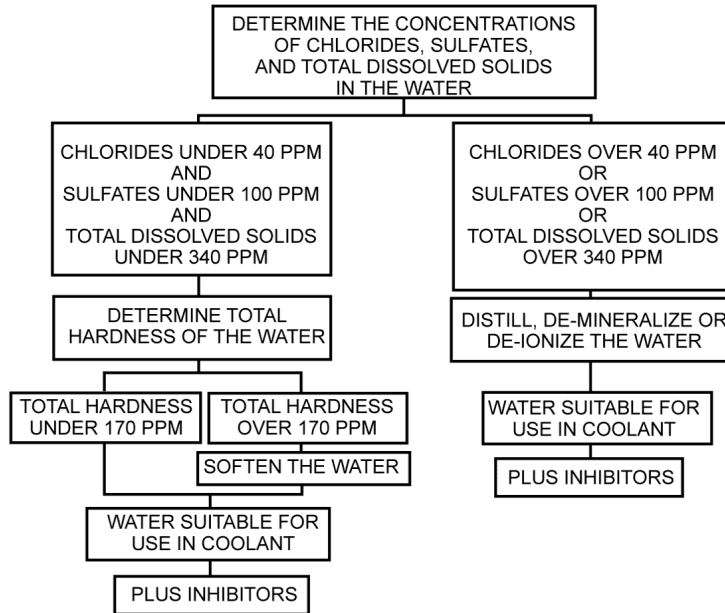 DETERMINE THE CONCENTRATIONS
OF CHLORIDES, SULFATES,
AND TOTAL DISSOLVED SOLIDS
IN THE WATER
CHLORIDES UNDER 40 PPM
AND
SULFATES UNDER 100 PPM
AND
TOTAL DISSOLVED SOLIDS
UNDER 340 PPM
CHLORIDES OVER 40 PPM
OR
SULFATES OVER 100 PPM
OR
TOTAL DISSOLVED SOLIDS
OVER 340 PPM
DETERMINE TOTAL
HARDNESS OF THE WATER
DISTILL, DE-MINERALIZE OR
DE-IONIZE THE WATER
TOTAL HARDNESS
UNDER 170 PPM
TOTAL HARDNESS
OVER 170 PPM
SOFTEN THE WATER
WATER SUITABLE FOR
USE IN COOLANT
PLUS INHIBITORS
WATER SUITABLE FOR
USE IN COOLANT
PLUS INHIBITORS